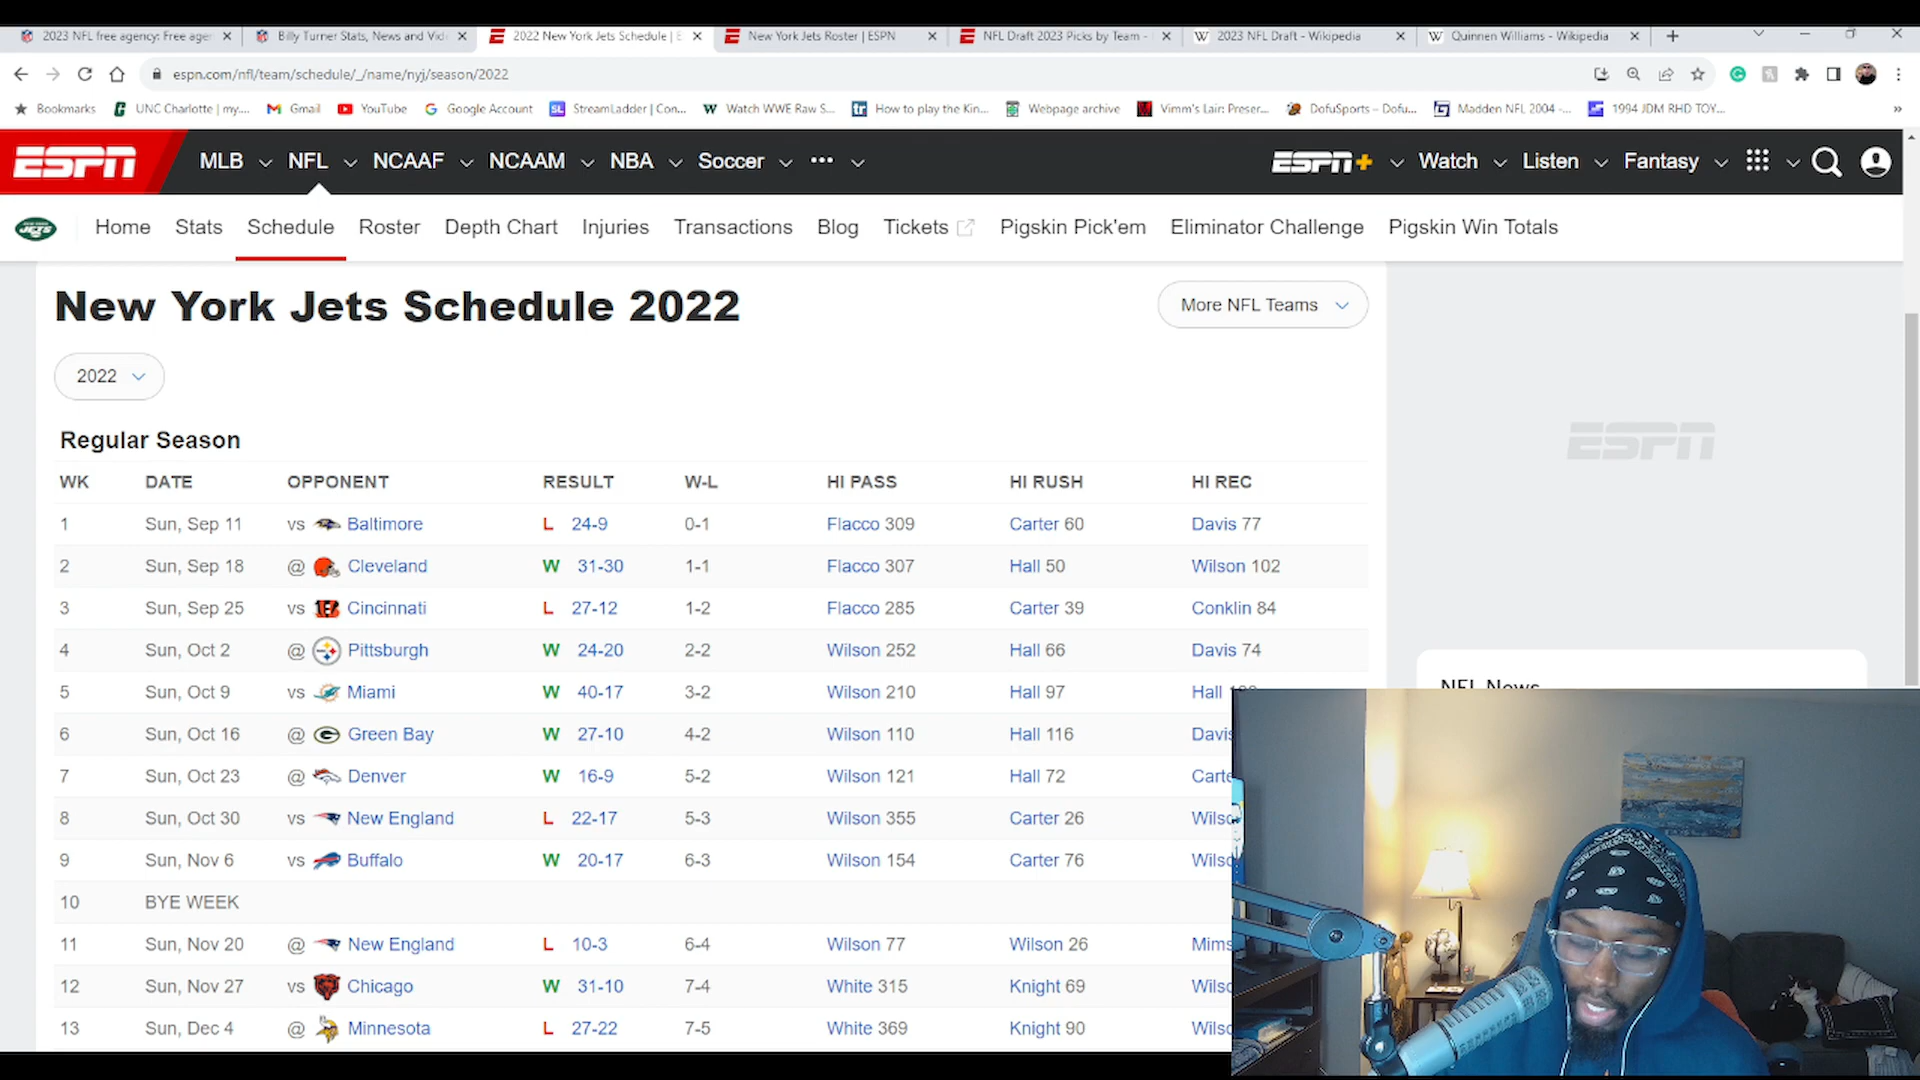 2023 NFL free agency: Free agen
Billy Turner Stats, News and Vid
2022 New York Jets Schedule | E
New York Jets Roster | ESPN
NFL Draft 2023 Picks by Team -
2023 NFL Draft - Wikipedia
Quinnen Williams - Wikipedia
espn.com/nfl/team/schedule/_/name/nyj/season/2022
Bookmarks UNC Charlotte | my.... Gmail YouTube Google Account StreamLadder | Con... Watch WWE Raw S... How to play the Kin... Webpage archive Vimm's Lair: Preser... DofuSports – Dofu... Madden NFL 2004 -... 1994 JDM RHD TOY... »
ESPN MLB NFL NCAAF NCAAM NBA Soccer ••• ESPN+ Watch Listen Fantasy
JETS Home Stats Schedule Roster Depth Chart Injuries Transactions Blog Tickets Pigskin Pick'em Eliminator Challenge Pigskin Win Totals
New York Jets Schedule 2022
More NFL Teams
2022
ESPN
Regular Season
WK DATE OPPONENT RESULT W-L HI PASS HI RUSH HI REC
1 Sun, Sep 11 vs Baltimore L 24-9 0-1 Flacco 309 Carter 60 Davis 77
2 Sun, Sep 18 @ Cleveland W 31-30 1-1 Flacco 307 Hall 50 Wilson 102
3 Sun, Sep 25 vs Cincinnati L 27-12 1-2 Flacco 285 Carter 39 Conklin 84
4 Sun, Oct 2 @ Pittsburgh W 24-20 2-2 Wilson 252 Hall 66 Davis 74
5 Sun, Oct 9 vs Miami W 40-17 3-2 Wilson 210 Hall 97 Hall
6 Sun, Oct 16 @ Green Bay W 27-10 4-2 Wilson 110 Hall 116 Davis
7 Sun, Oct 23 @ Denver W 16-9 5-2 Wilson 121 Hall 72 Carte
8 Sun, Oct 30 vs New England L 22-17 5-3 Wilson 355 Carter 26 Wilso
9 Sun, Nov 6 vs Buffalo W 20-17 6-3 Wilson 154 Carter 76 Wilso
10 BYE WEEK
11 Sun, Nov 20 @ New England L 10-3 6-4 Wilson 77 Wilson 26 Mims
12 Sun, Nov 27 vs Chicago W 31-10 7-4 White 315 Knight 69 Wilso
13 Sun, Dec 4 @ Minnesota L 27-22 7-5 White 369 Knight 90 Wilso
NFL News